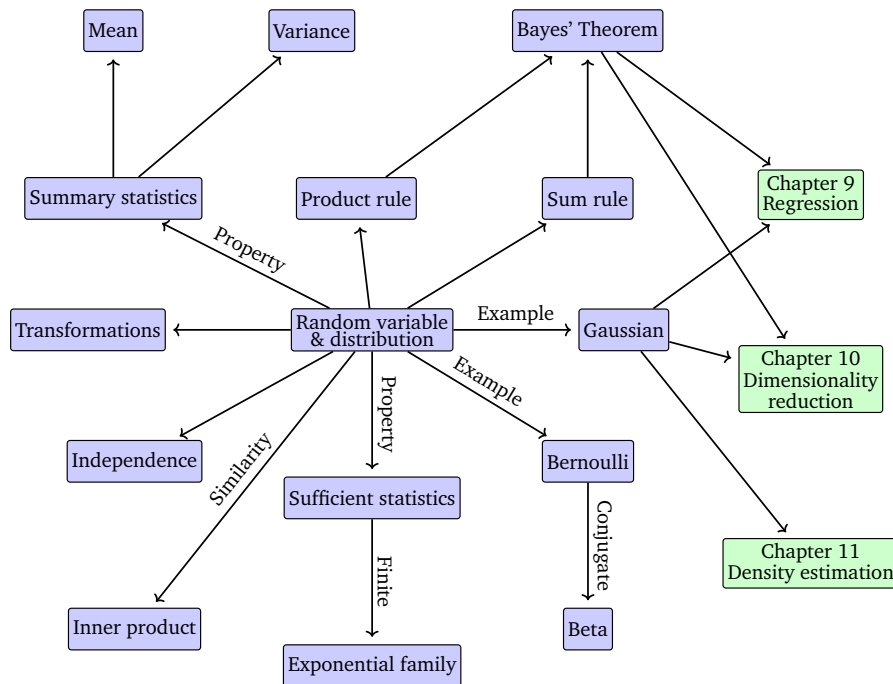 Mean
Variance
Bayes’ Theorem
Summary statistics
Product rule
Sum rule
Chapter 9
Regression
Property
Transformations
Random variable
& distribution
Example
Gaussian
Chapter 10
Dimensionality
reduction
Independence
Similarity
Property
Example
Bernoulli
Sufficient statistics
Conjugate
Chapter 11
Density estimation
Finite
Inner product
Beta
Exponential family